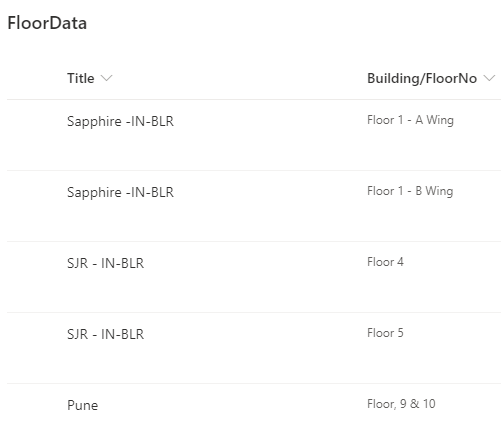 FloorData
Title Building/FloorNo
Sapphire -IN-BLR Floor 1 - A Wing
Sapphire -IN-BLR Floor 1 - B Wing
SJR - IN-BLR Floor 4
SJR - IN-BLR Floor 5
Pune Floor, 9 & 10